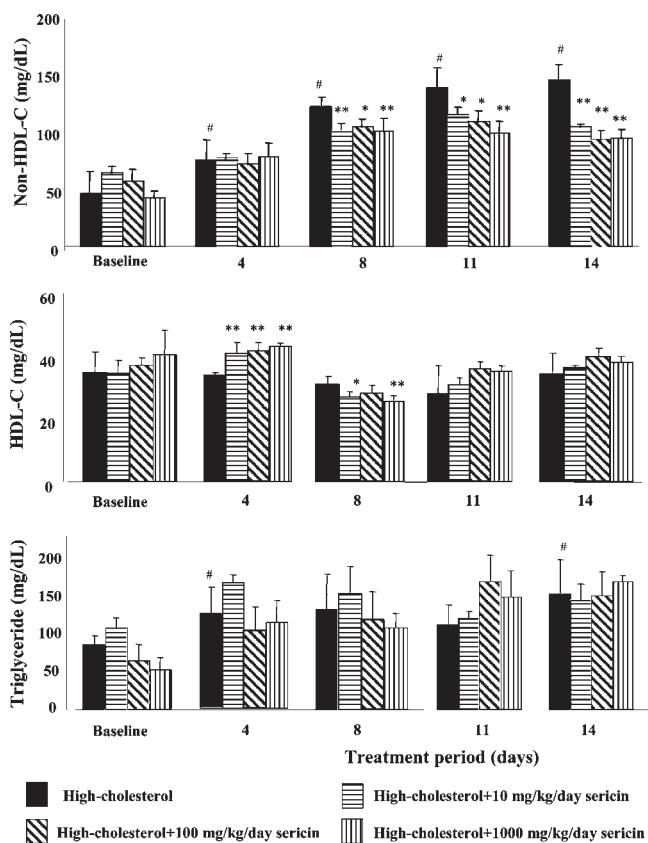 200
150
100
50
0
Non-HDL-C (mg/dL)
#
#
#
#
** * **
* * **
** ** **
Baseline 4 8 11 14
60
40
20
0
HDL-C (mg/dL)
** ** **
* **
Baseline 4 8 11 14
200
150
100
50
0
Triglyceride (mg/dL)
#
#
Baseline 4 8 11 14
Treatment period (days)
High-cholesterol
High-cholesterol+10 mg/kg/day sericin
High-cholesterol+100 mg/kg/day sericin
High-cholesterol+1000 mg/kg/day sericin